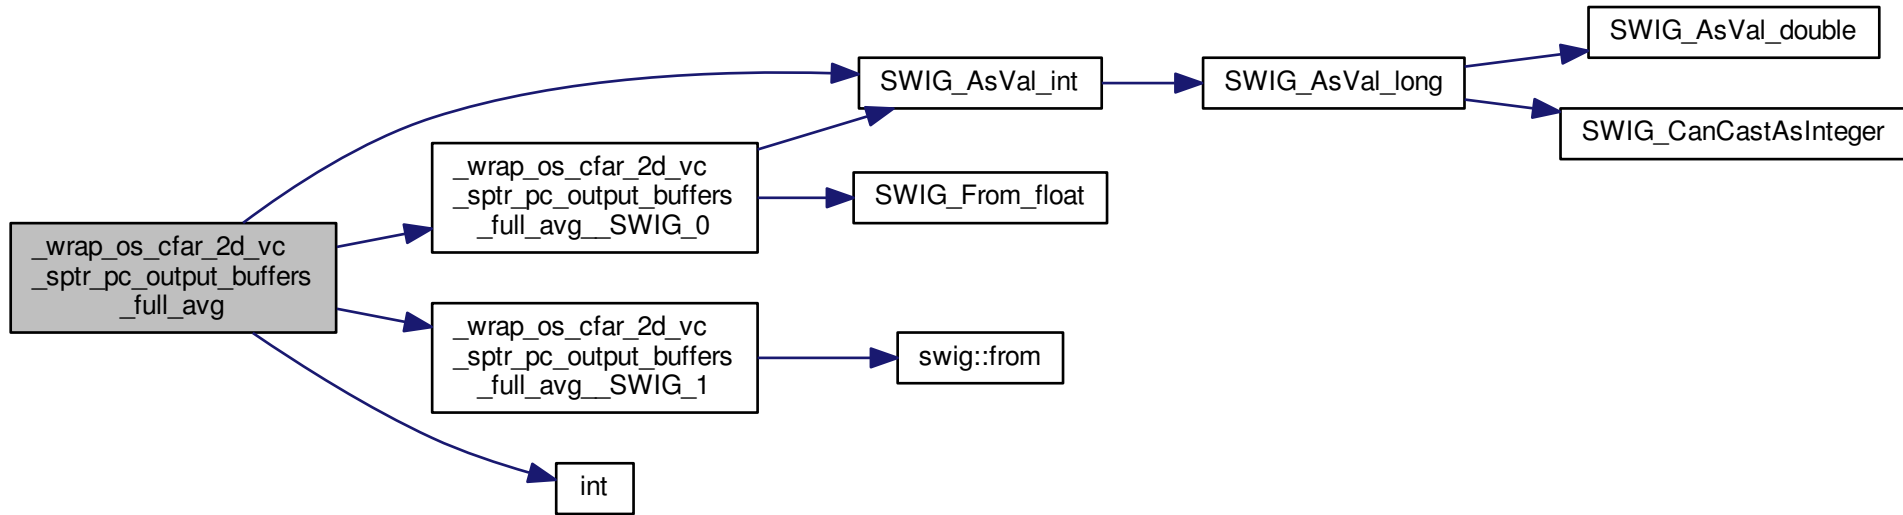 _wrap_os_cfar_2d_vc
_sptr_pc_output_buffers
_full_avg
_wrap_os_cfar_2d_vc
_sptr_pc_output_buffers
_full_avg__SWIG_0
_wrap_os_cfar_2d_vc
_sptr_pc_output_buffers
_full_avg__SWIG_1
int
SWIG_AsVal_int
SWIG_From_float
swig::from
SWIG_AsVal_long
SWIG_AsVal_double
SWIG_CanCastAsInteger